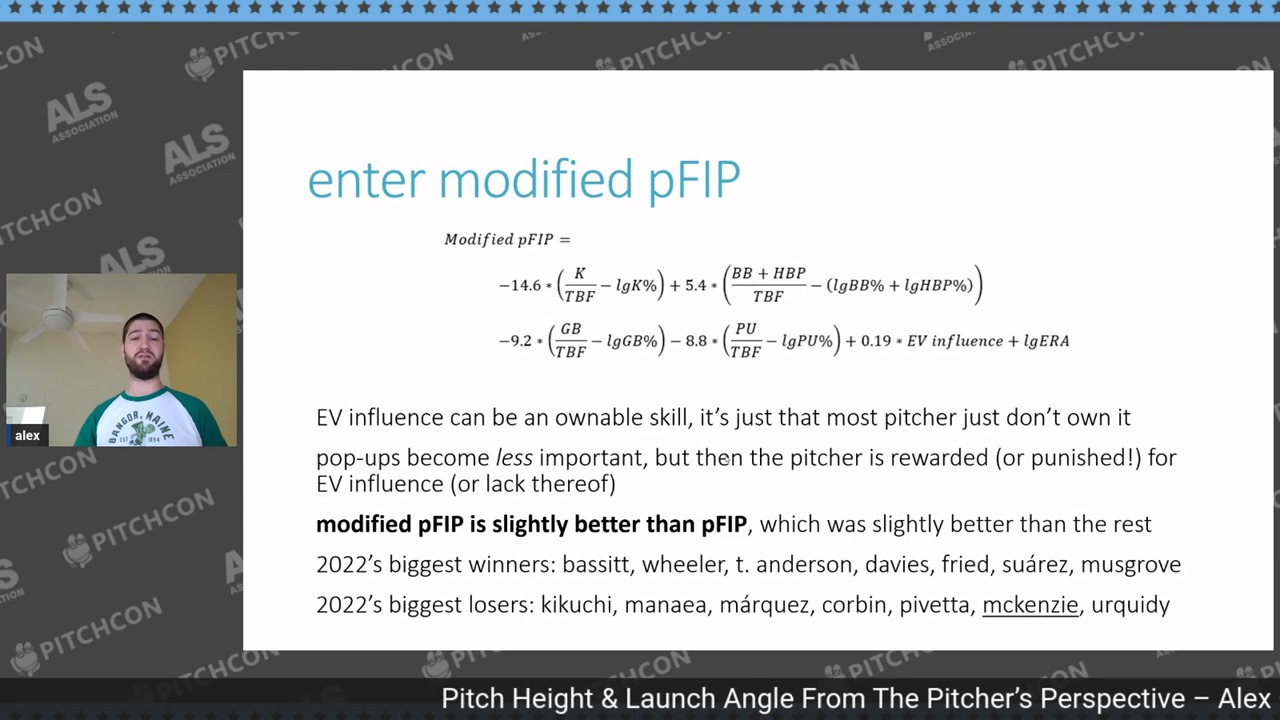 PITCHCON
ALS
ASSOCIATION
enter modified pFIP
Modified pFIP =
−14.6 * (K/TBF − lgK%) + 5.4 * (BB + HBP/TBF − (lgBB% + lgHBP%))
−9.2 * (GB/TBF − lgGB%) − 8.8 * (PU/TBF − lgPU%) + 0.19 * EV influence + lgERA
EV influence can be an ownable skill, it's just that most pitcher just don't own it
pop-ups become less important, but then the pitcher is rewarded (or punished!) for
EV influence (or lack thereof)
modified pFIP is slightly better than pFIP, which was slightly better than the rest
2022's biggest winners: bassitt, wheeler, t. anderson, davies, fried, suárez, musgrove
2022's biggest losers: kikuchi, manaea, márquez, corbin, pivetta, mckenzie, urquidy
BANGOR, MAINE
EST 1894
alex
Pitch Height & Launch Angle From The Pitcher's Perspective – Alex